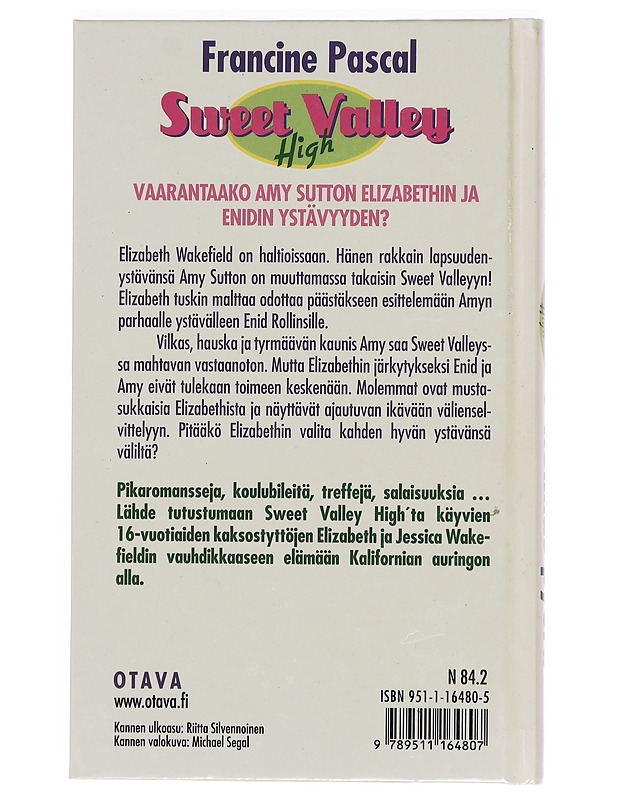 Francine Pascal
Sweet Valley
High
VAARANTAAKO AMY SUTTON ELIZABETHIN JA
ENIDIN YSTÄVYYDEN?
Elizabeth Wakefield on haltioissaan. Hänen rakkain lapsuuden-
ystävänsä Amy Sutton on muuttamassa takaisin Sweet Valleyyn!
Elizabeth tuskin malttaa odottaa päästäkseen esittelemään Amyn
parhaalle ystävälleen Enid Rollinsille.
Vilkas, hauska ja tyrmäävän kaunis Amy saa Sweet Valleys-
sa mahtavan vastaanoton. Mutta Elizabethin järkytykseksi Enid ja
Amy eivät tulekaan toimeen keskenään. Molemmat ovat musta-
sukkaisia Elizabethista ja näyttävät ajautuvan ikävään väliensel-
vittelyyn. Pitääkö Elizabethin valita kahden hyvän ystävänsä
väliltä?
Pikaromansseja, koulubileitä, treffejä, salaisuuksia ...
Lähde tutustumaan Sweet Valley High´ta käyvien
16-vuotiaiden kaksostyttöjen Elizabeth ja Jessica Wake-
fieldin vauhdikkaaseen elämään Kalifornian auringon
alla.
OTAVA
www.otava.fi
Kannen ulkoasu: Riitta Silvennoinen
Kannen valokuva: Michael Segal
N 84.2
ISBN 951-1-16480-5
9 789511 164807